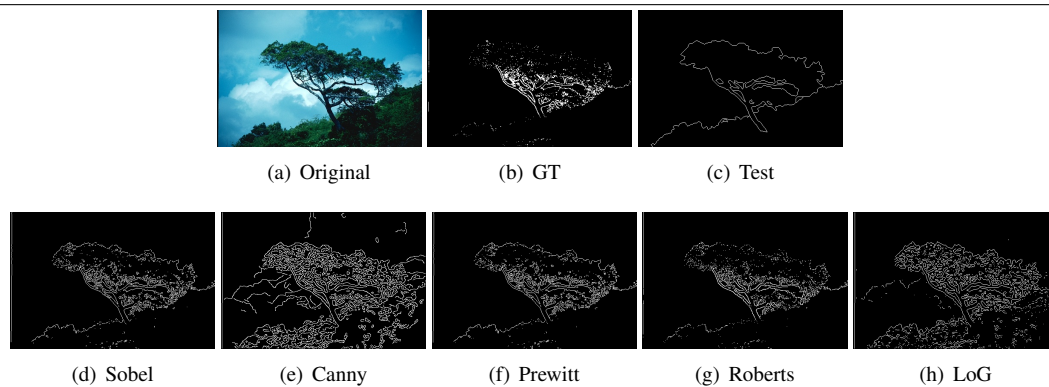 (a) Original (b) GT (c) Test
(d) Sobel (e) Canny (f) Prewitt (g) Roberts (h) LoG